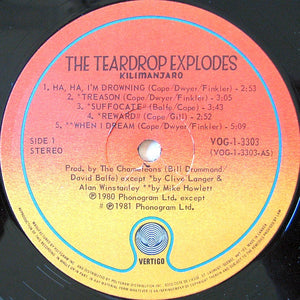 THE TEARDROP EXPLODES
KILIMANJARO
1. HA, HA, I'M DROWNING (Cope/Dwyer/Finkler) - 2:53
2. *TREASON (Cope/Dwyer/Finkler) - 3:05
3. "SUFFOCATE" (Balfe/Cope) - 3:31
4. "REWARD" (Cope/Gill) - 2:52
5. **WHEN I DREAM (Cope/Dwyer/Finkler) - 5:09
SIDE 1
STEREO
VOG-1-3303
(VOG-1-3303-AS)
Prod. by The Chameleons (Bill Drummond,
David Balfe) except *by Clive Langer &
Alan Winstanley **by Mike Howlett
℗1980 Phonogram Ltd. except
#℗1981 Phonogram Ltd.
VERTIGO